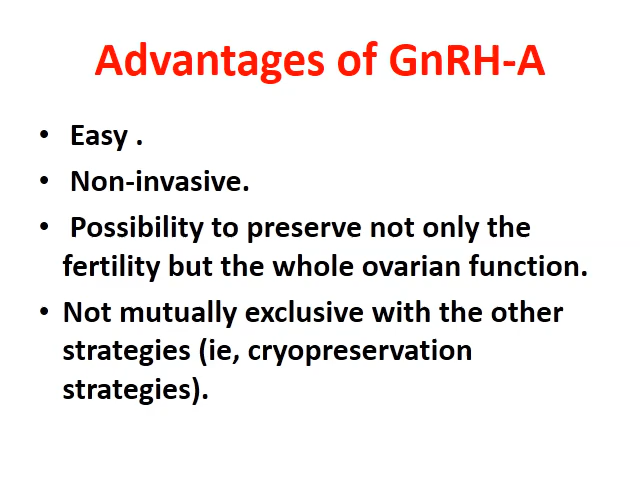 Advantages of GnRH-A
• Easy .
• Non-invasive.
• Possibility to preserve not only the
fertility but the whole ovarian function.
• Not mutually exclusive with the other
strategies (ie, cryopreservation
strategies).